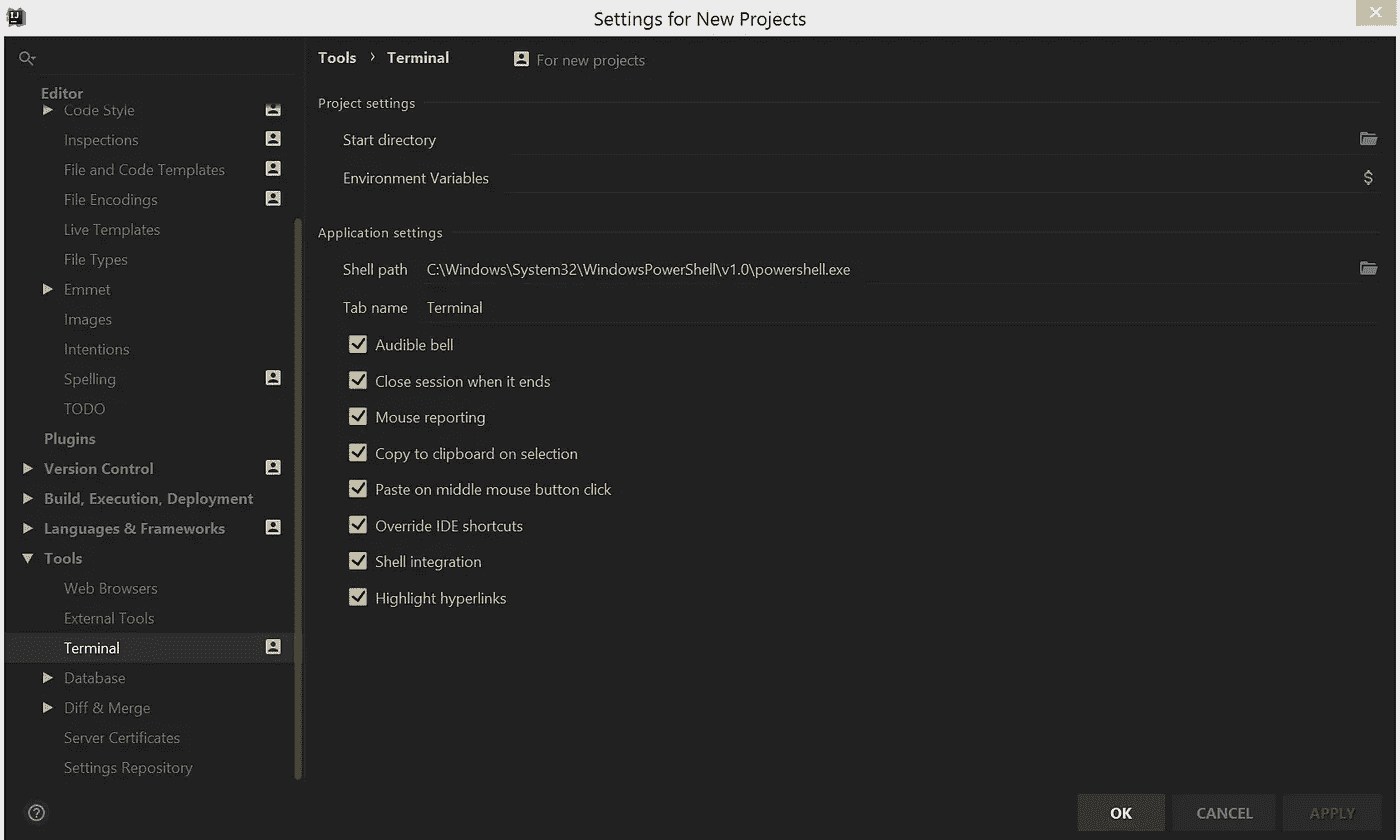 Settings for New Projects
Editor
Code Style
Inspections
File and Code Templates
File Encodings
Live Templates
File Types
Emmet
Images
Intentions
Spelling
TODO
Plugins
Version Control
Build, Execution, Deployment
Languages & Frameworks
Tools
Web Browsers
External Tools
Terminal
Database
Diff & Merge
Server Certificates
Settings Repository
Tools › Terminal For new projects
Project settings
Start directory
Environment Variables $
Application settings
Shell path C:\Windows\System32\WindowsPowerShell\v1.0\powershell.exe
Tab name Terminal
Audible bell
Close session when it ends
Mouse reporting
Copy to clipboard on selection
Paste on middle mouse button click
Override IDE shortcuts
Shell integration
Highlight hyperlinks
? OK CANCEL APPLY